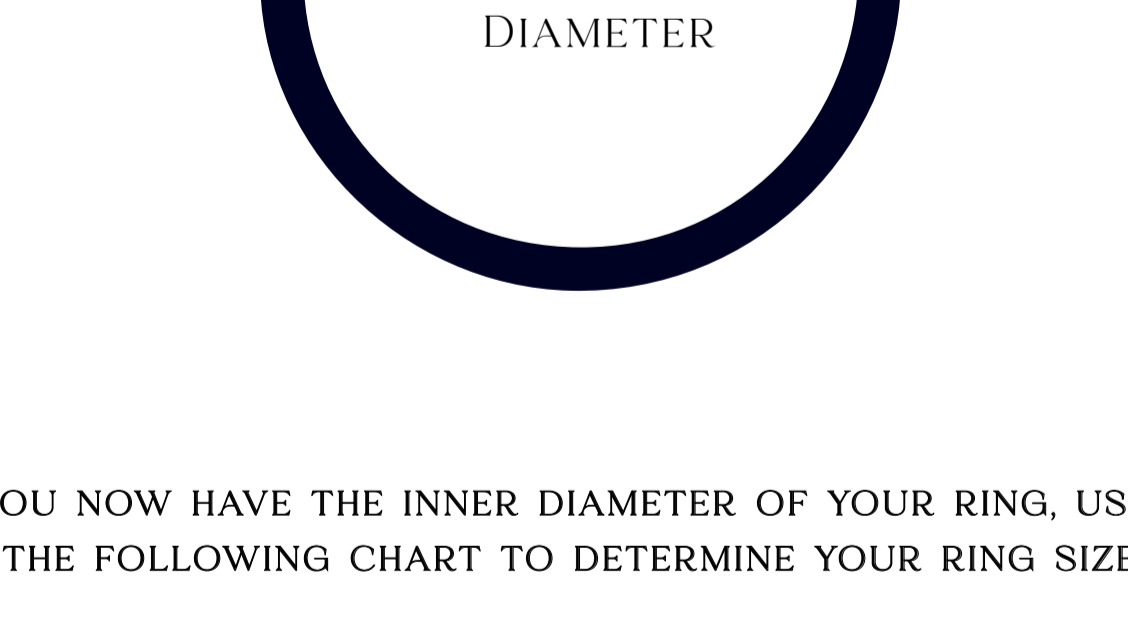 DIAMETER
OU NOW HAVE THE INNER DIAMETER OF YOUR RING, US
THE FOLLOWING CHART TO DETERMINE YOUR RING SIZE